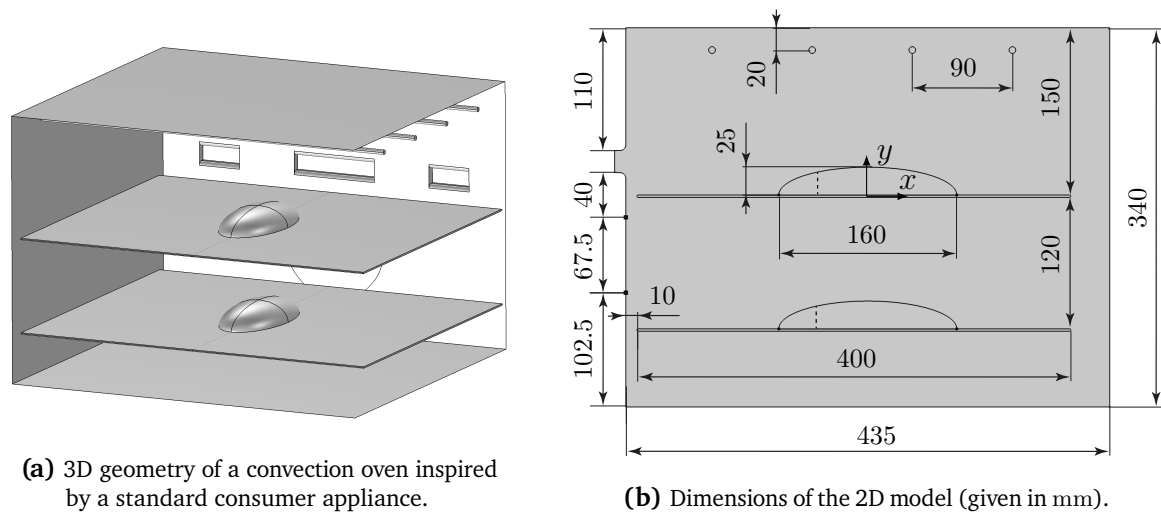 110
20
90
150
25
y
x
40
160
340
67.5
120
10
102.5
400
435
(a) 3D geometry of a convection oven inspired
by a standard consumer appliance.
(b) Dimensions of the 2D model (given in mm).